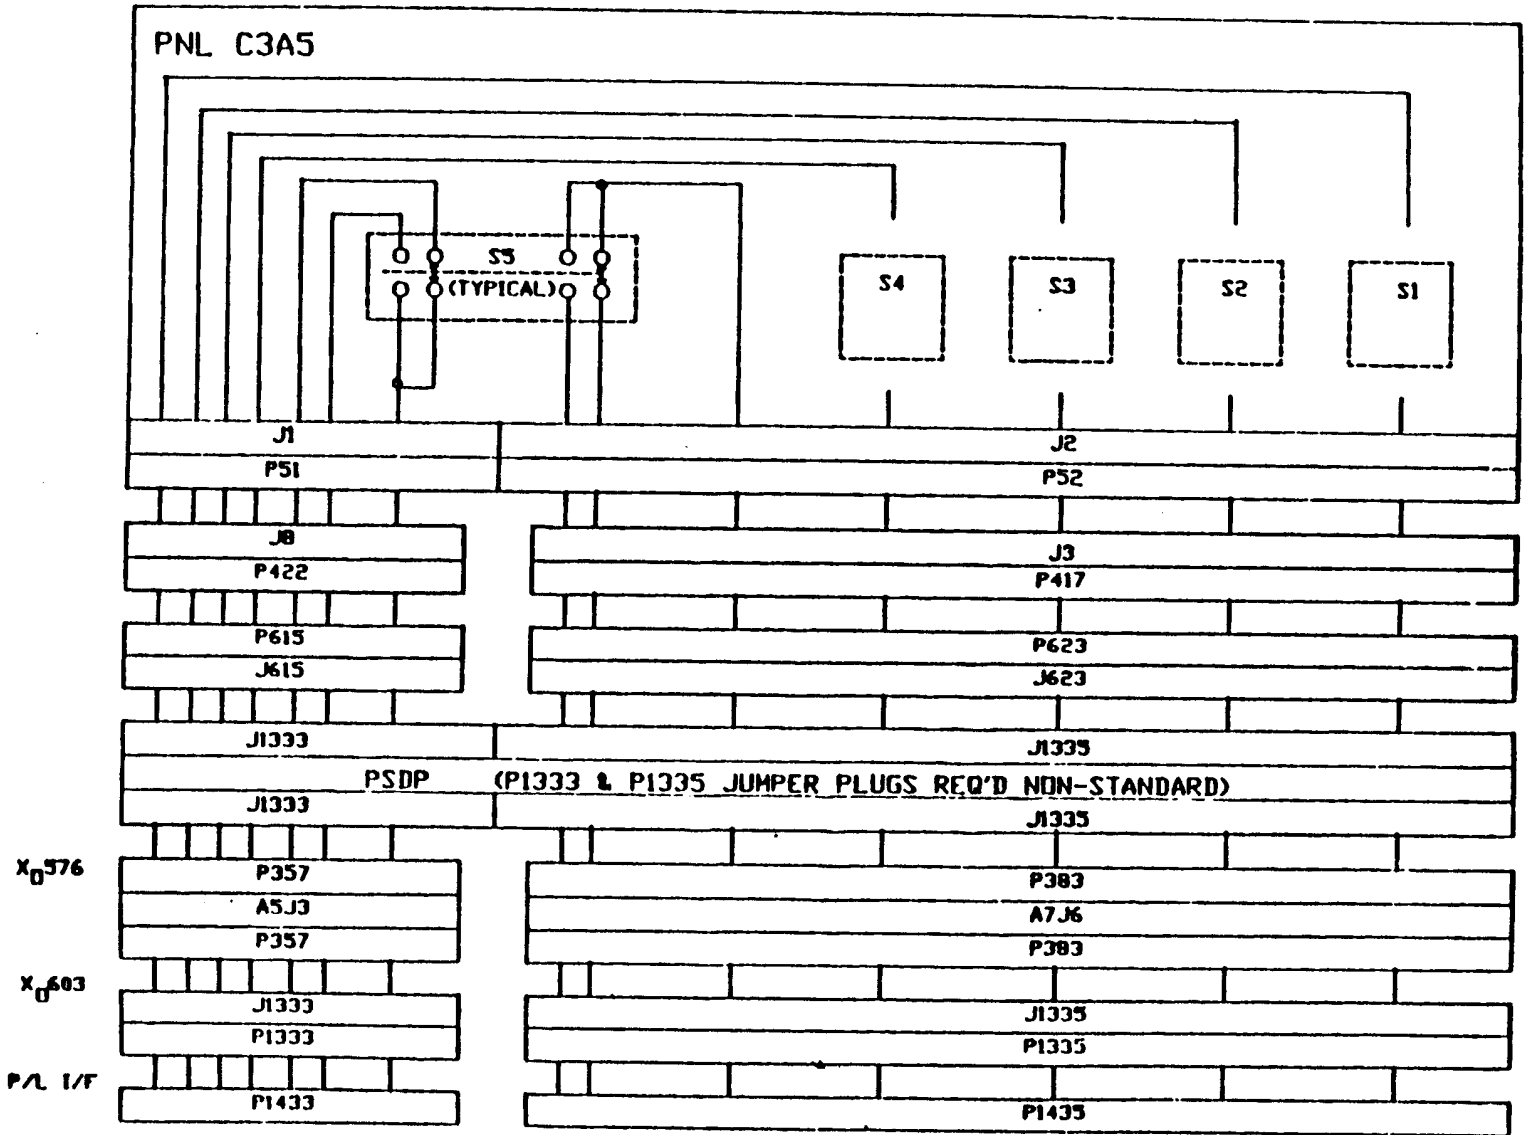 PNL C3A5
S5
(TYPICAL)
S4
S3
S2
S1
J1
J2
P51
P52
J8
J3
P422
P417
P615
P623
J615
J623
J1333
J1335
PSDP (P1333 & P1335 JUMPER PLUGS REQ'D NON-STANDARD)
J1333
J1335
X0576
P357
P383
A5J3
A7J6
P357
P383
X0603
J1333
J1335
P1333
P1335
P/L I/F
P1433
P1435